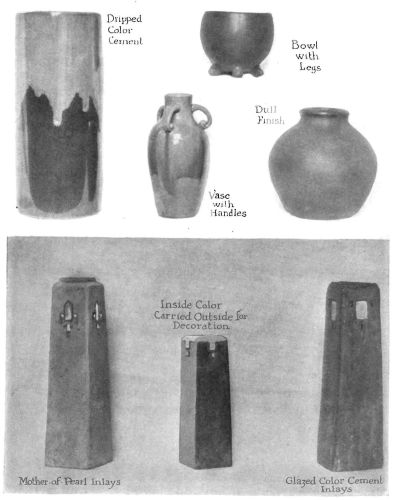 Dripped
Color
Cement
Bowl
with
Legs
Dull
Finish
Vase
with
Handles
Inside Color
Carried Outside for
Decoration
Mother of Pearl Inlays
Glazed Color Cement
Inlays